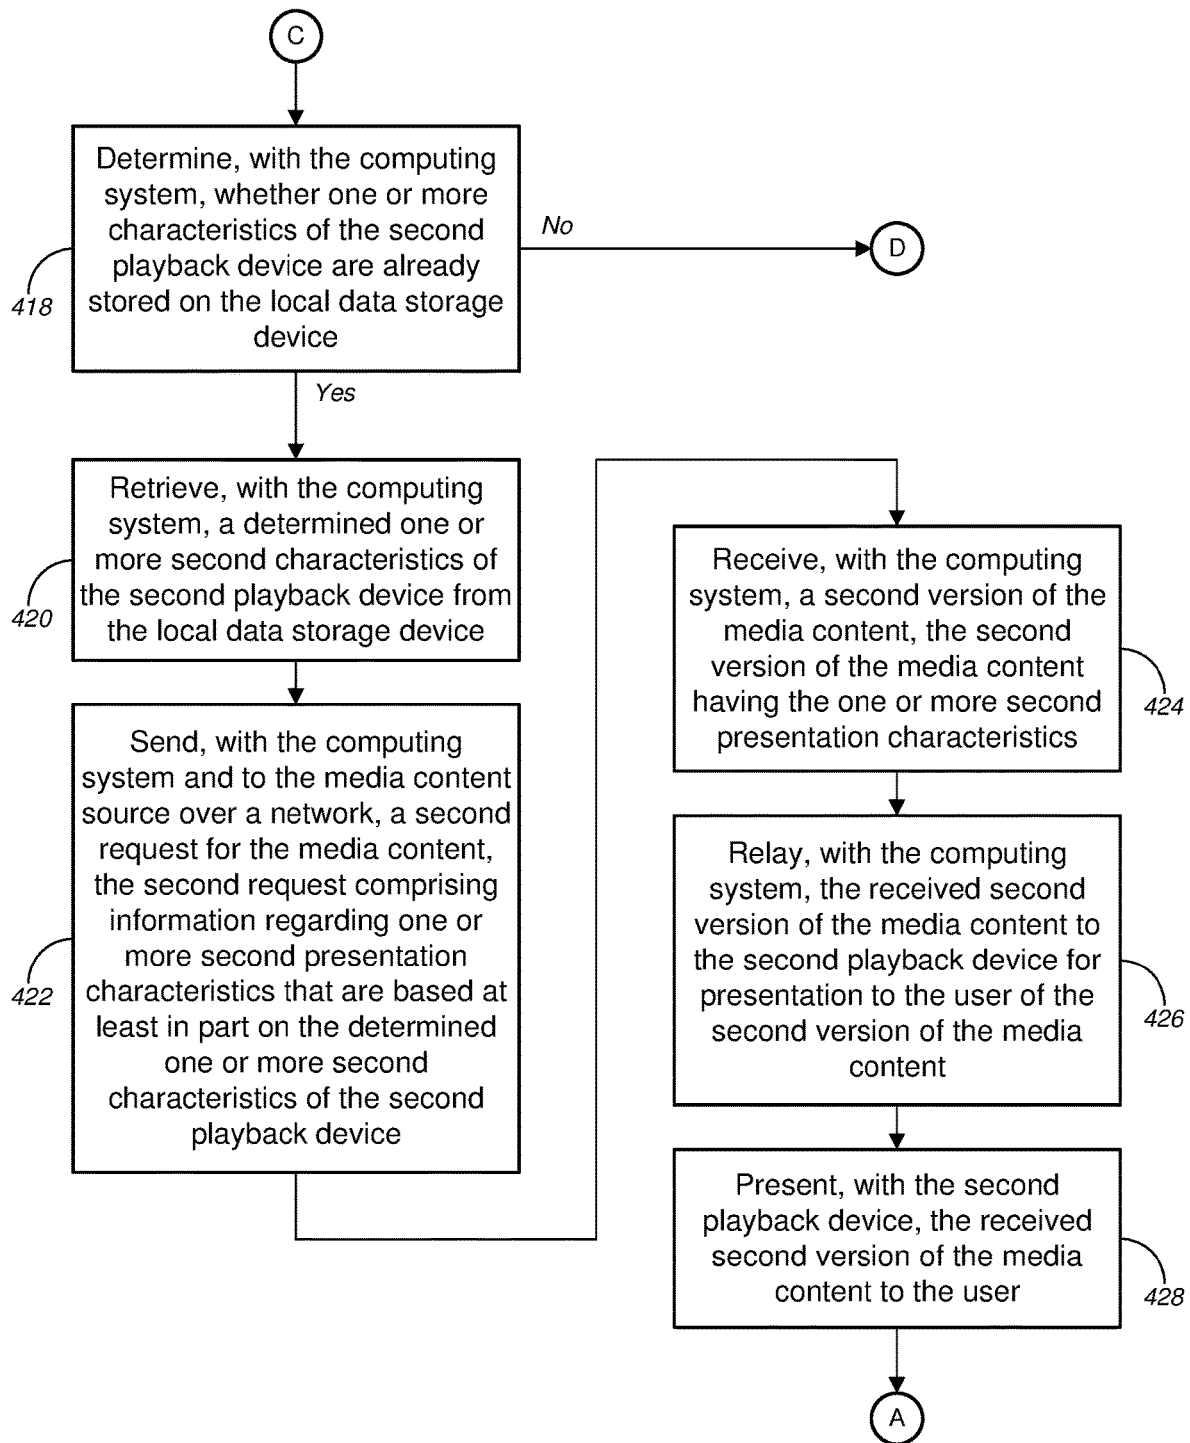 C
Determine, with the computing
system, whether one or more
characteristics of the second
playback device are already
stored on the local data storage
device
418
No
D
Yes
Retrieve, with the computing
system, a determined one or
more second characteristics of
the second playback device from
the local data storage device
420
Send, with the computing
system and to the media content
source over a network, a second
request for the media content,
the second request comprising
information regarding one or
more second presentation
characteristics that are based at
least in part on the determined
one or more second
characteristics of the second
playback device
422
Receive, with the computing
system, a second version of the
media content, the second
version of the media content
having the one or more second
presentation characteristics
424
Relay, with the computing
system, the received second
version of the media content to
the second playback device for
presentation to the user of the
second version of the media
content
426
Present, with the second
playback device, the received
second version of the media
content to the user
428
A